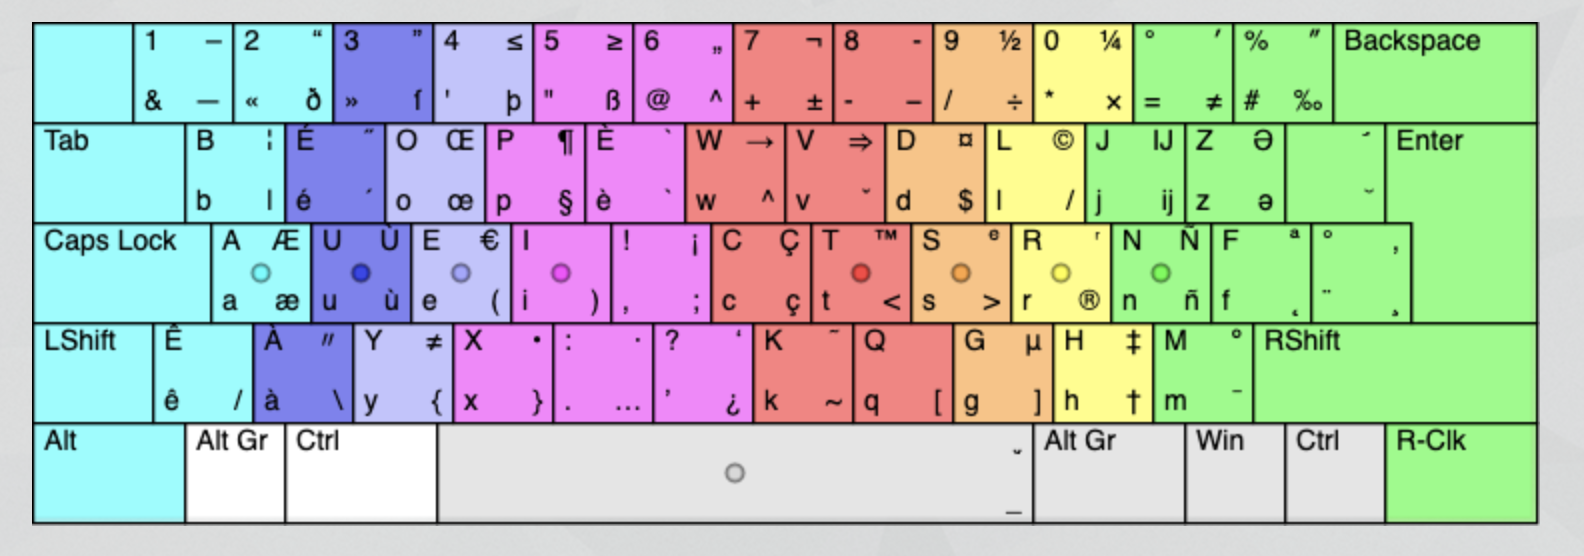 1 – 2 “ 3 ” 4 ≤ 5 ≥ 6 „ 7 ¬ 8 - 9 ½ 0 ¼ ° ′ % ″ Backspace
& — « ð » ſ ' þ " ß @ ^ + ± - – / ÷ * × = ≠ # ‰
Tab B ¦ É ˝ O Œ P ¶ È ` W → V ⇒ D ¤ L © J IJ Z Ə ´ Enter
b | é ´ o œ p § è ` w ^ v ˇ d $ l / j ij z ə ˘
Caps Lock A Æ U Ù E € I ! ¡ C Ç T ™ S ᵉ R ʳ N Ñ F ª ° ,
a æ u ù e ( i ) , ; c ç t < s > r ® n ñ f ˛ ¨ ¸
LShift Ê À ″ Y ≠ X • : · ? ‘ K ˜ Q G µ H ‡ M º RShift
ê / à \ y { x } . … ’ ¿ k ~ q [ g ] h † m ¯
Alt Alt Gr Ctrl ˬ Alt Gr Win Ctrl R-Clk
_